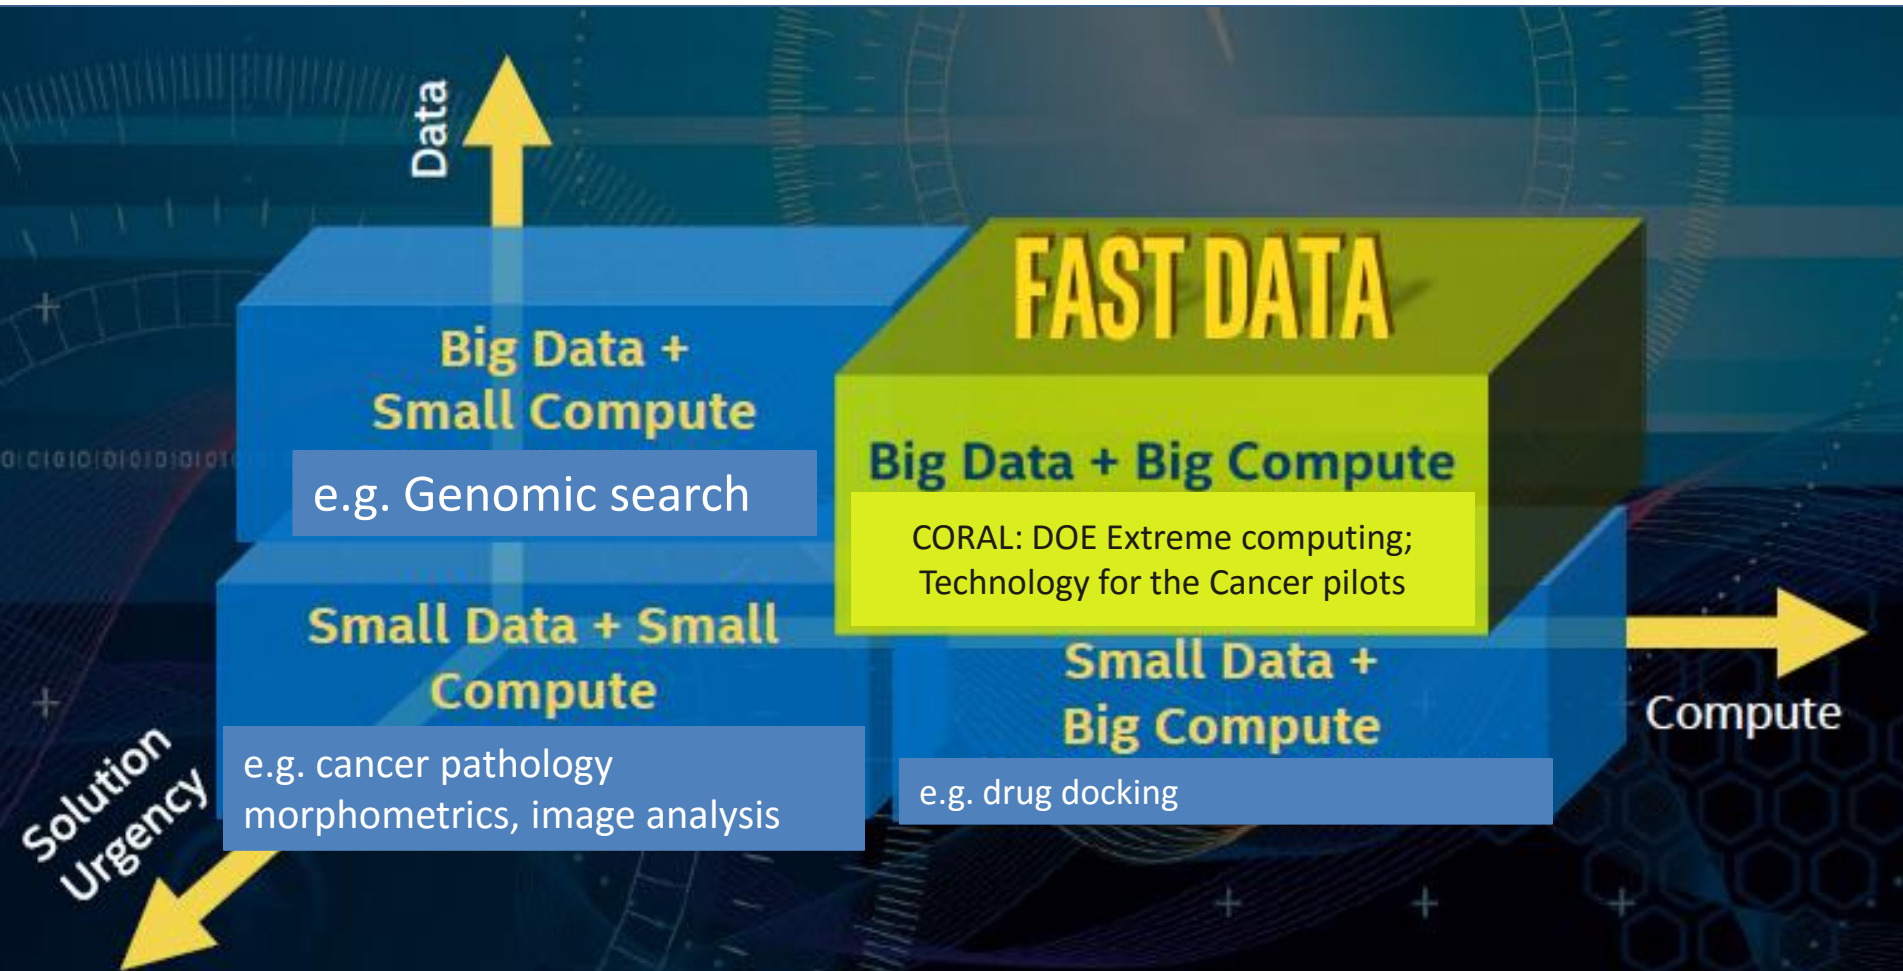 Data
FAST DATA
Big Data +
Small Compute
e.g. Genomic search
Big Data + Big Compute
CORAL: DOE Extreme computing;
Technology for the Cancer pilots
Small Data + Small
Compute
e.g. cancer pathology
morphometrics, image analysis
Small Data +
Big Compute
e.g. drug docking
Compute
Solution
Urgency